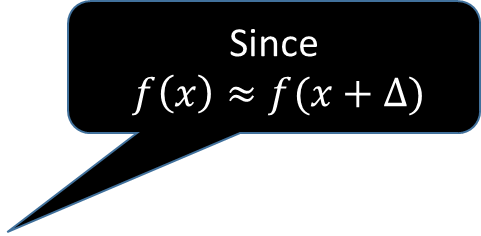 Since
f(x) ≈ f(x + Δ)